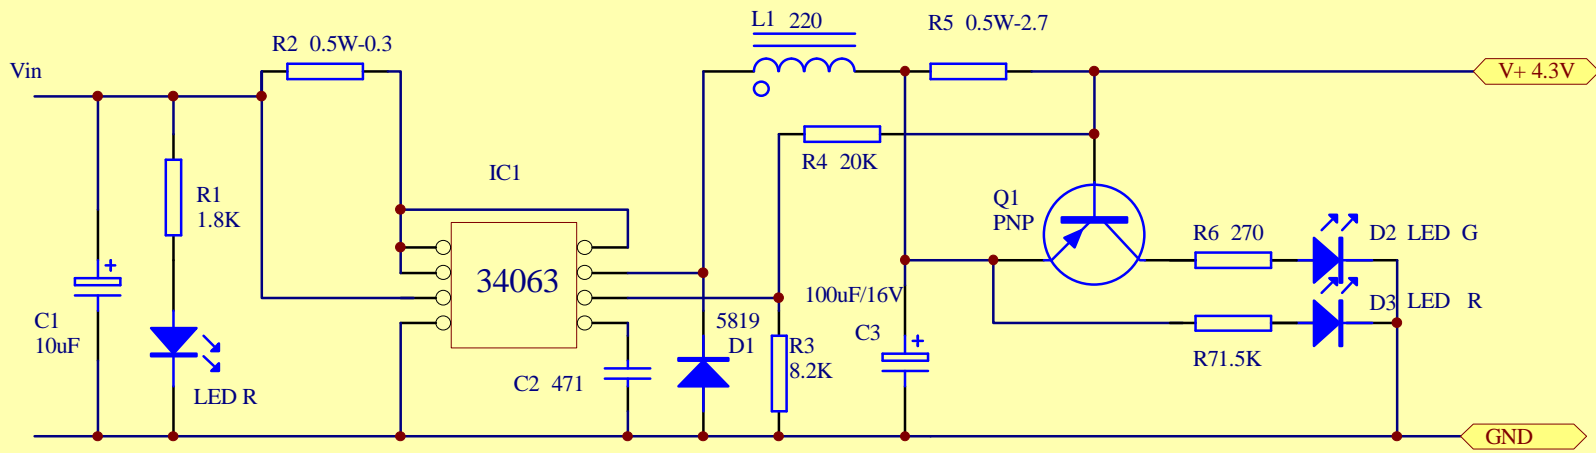 L1 220
R5 0.5W-2.7
R2 0.5W-0.3
Vin
V+ 4.3V
R4 20K
IC1
R1
1.8K
Q1
PNP
R6 270
D2 LED G
34063
100uF/16V
D3 LED R
C1
10uF
5819
D1
R3
8.2K
C3
R71.5K
C2 471
LED R
GND